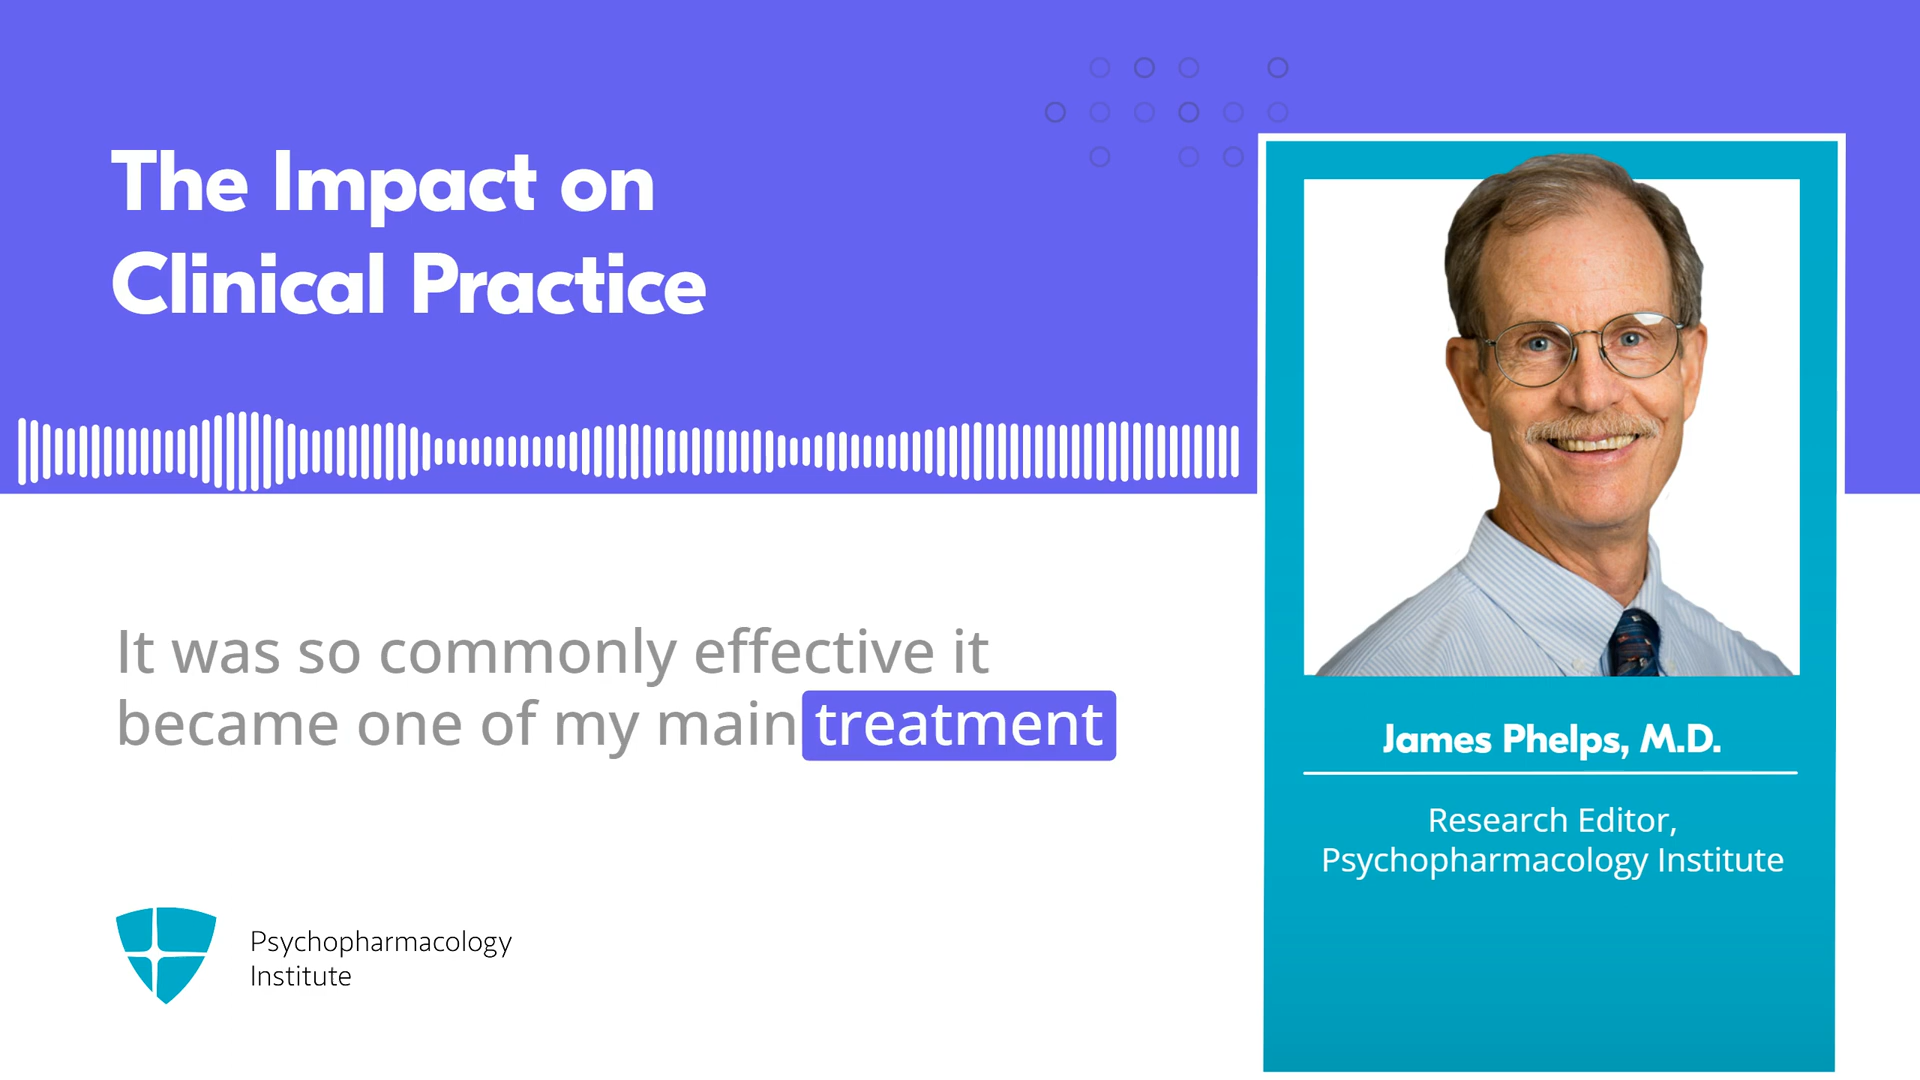 The Impact on
Clinical Practice
It was so commonly effective it
became one of my main treatment
James Phelps, M.D.
Research Editor,
Psychopharmacology Institute
Psychopharmacology
Institute